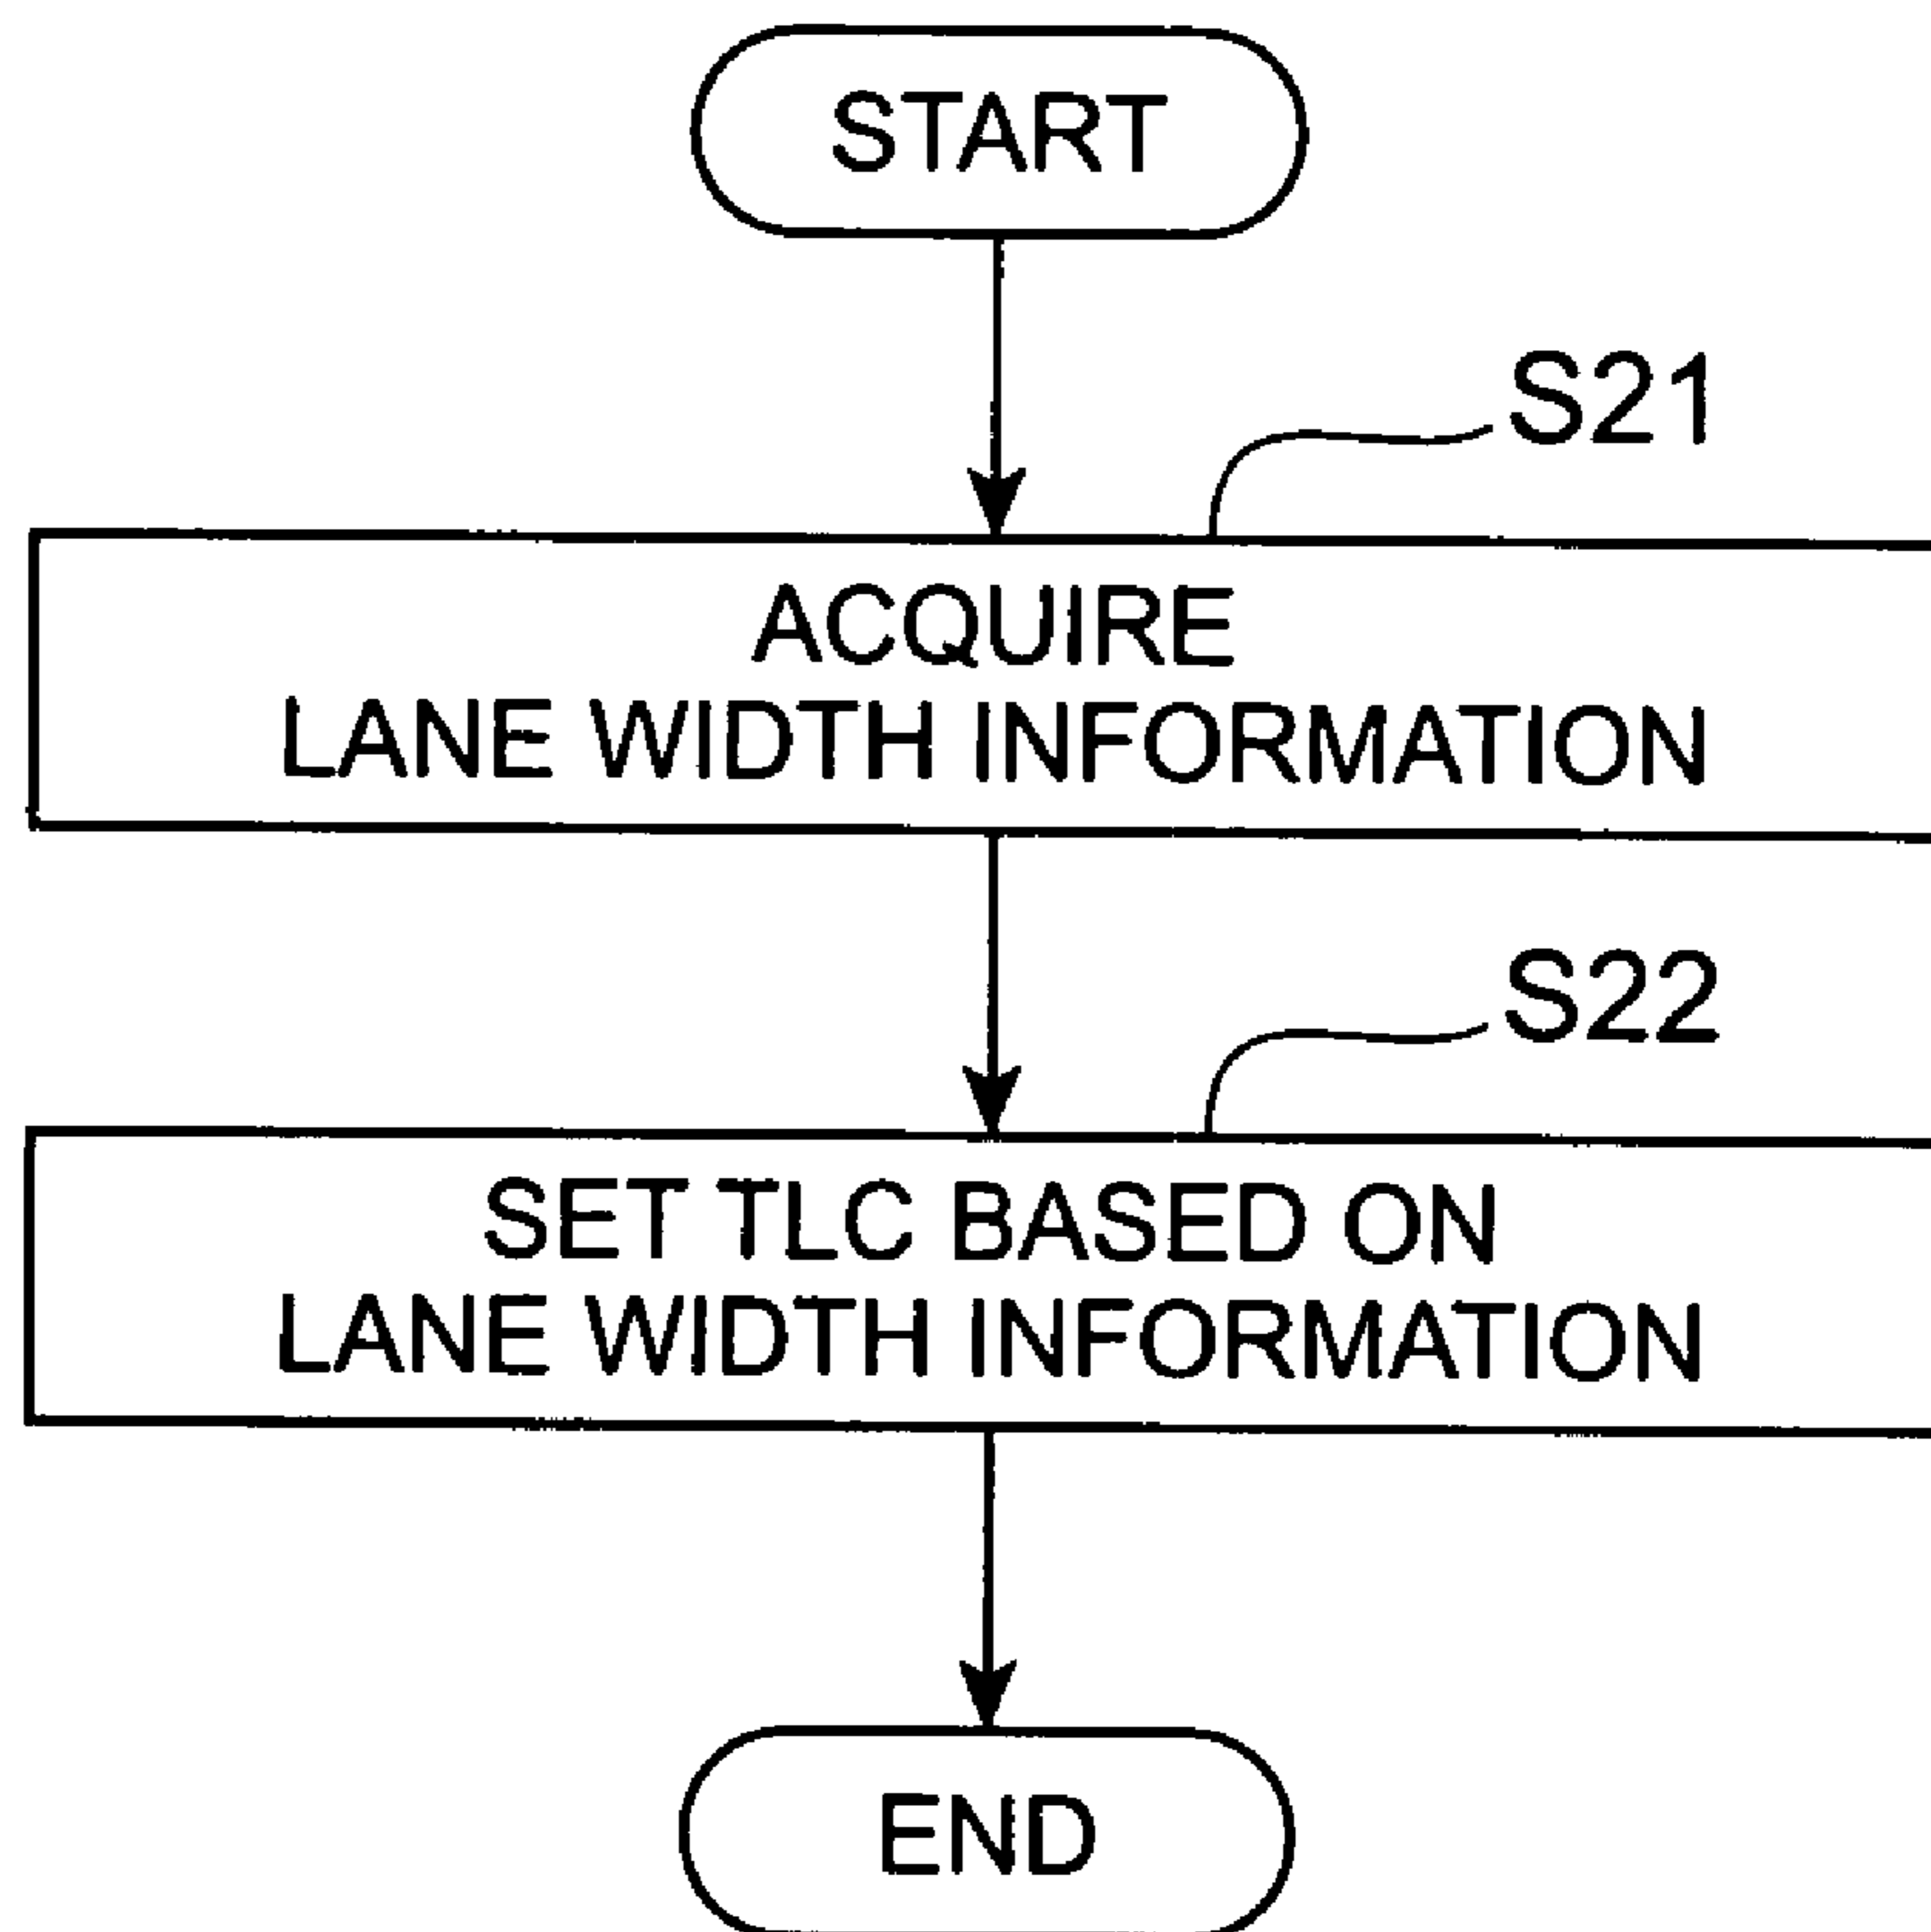 START
S21
ACQUIRE
LANE WIDTH INFORMATION
S22
SET TLC BASED ON
LANE WIDTH INFORMATION
END